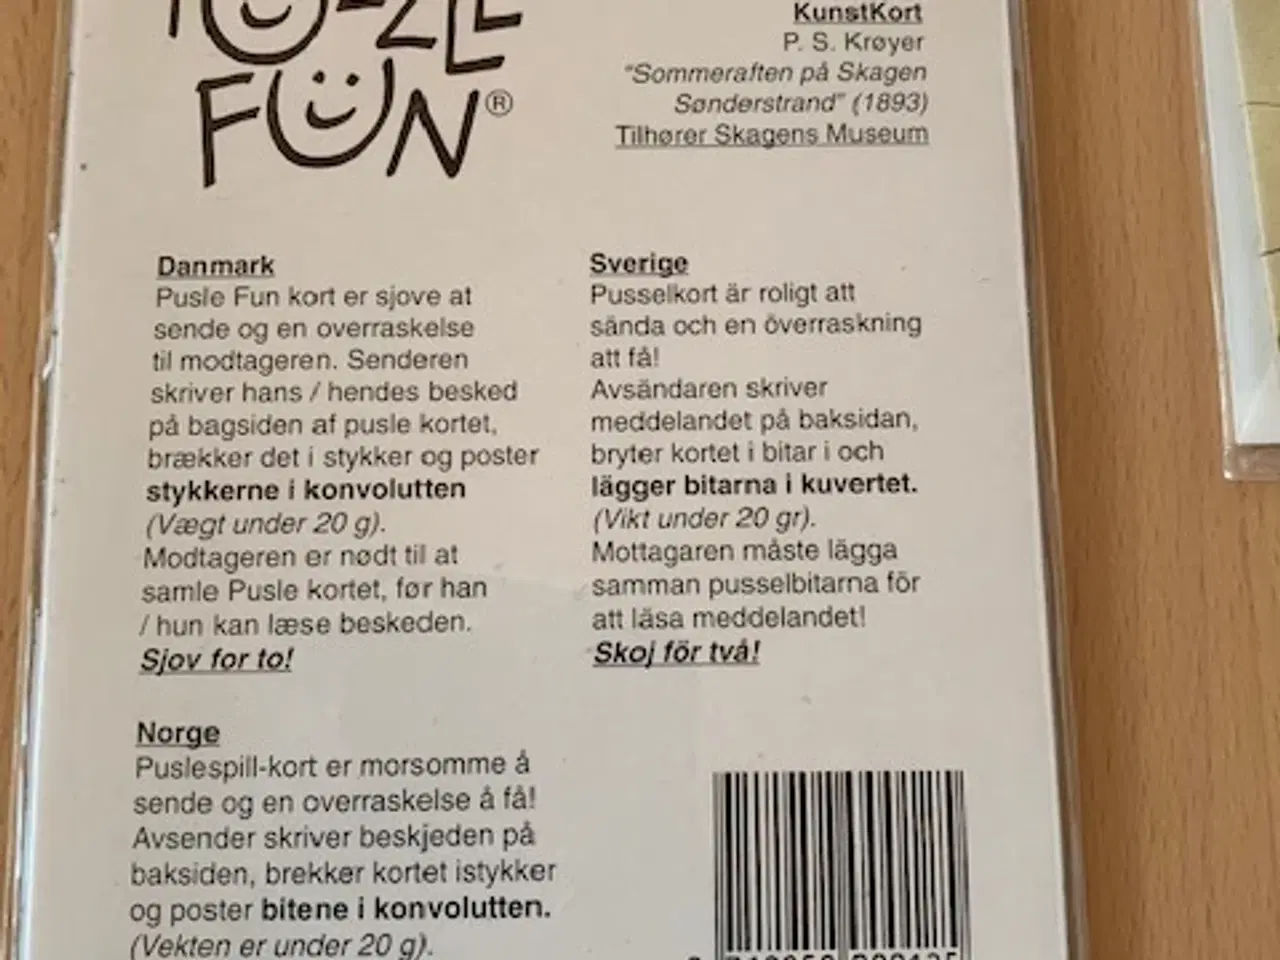 FUN®
KunstKort
P. S. Krøyer
"Sommeraften på Skagen
Sønderstrand" (1893)
Tilhører Skagens Museum
Danmark
Pusle Fun kort er sjove at
sende og en overraskelse
til modtageren. Senderen
skriver hans / hendes besked
på bagsiden af pusle kortet,
brækker det i stykker og poster
stykkerne i konvolutten
(Vægt under 20 g).
Modtageren er nødt til at
samle Pusle kortet, før han
/ hun kan læse beskeden.
Sjov for to!
Sverige
Pusselkort är roligt att
sända och en överraskning
att få!
Avsändaren skriver
meddelandet på baksidan,
bryter kortet i bitar i och
lägger bitarna i kuvertet.
(Vikt under 20 gr).
Mottagaren måste lägga
samman pusselbitarna för
att läsa meddelandet!
Skoj för två!
Norge
Puslespill-kort er morsomme å
sende og en overraskelse å få!
Avsender skriver beskjeden på
baksiden, brekker kortet istykker
og poster bitene i konvolutten.
(Vekten er under 20 g).